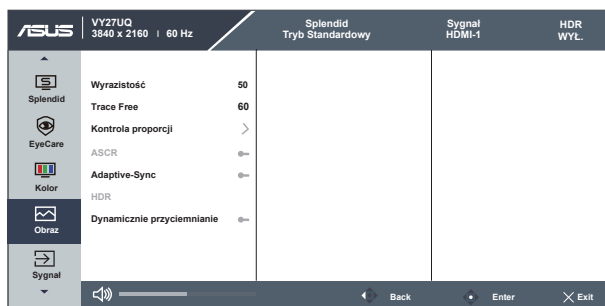 ASUS
VY27UQ
3840 x 2160 | 60 Hz
Splendid
Tryb Standardowy
Sygnał
HDMI-1
HDR
WYŁ.
Splendid
EyeCare
Kolor
Obraz
Sygnał
Wyrazistość 50
Trace Free 60
Kontrola proporcji
ASCR
Adaptive-Sync
HDR
Dynamicznie przyciemnianie
Back
Enter
Exit